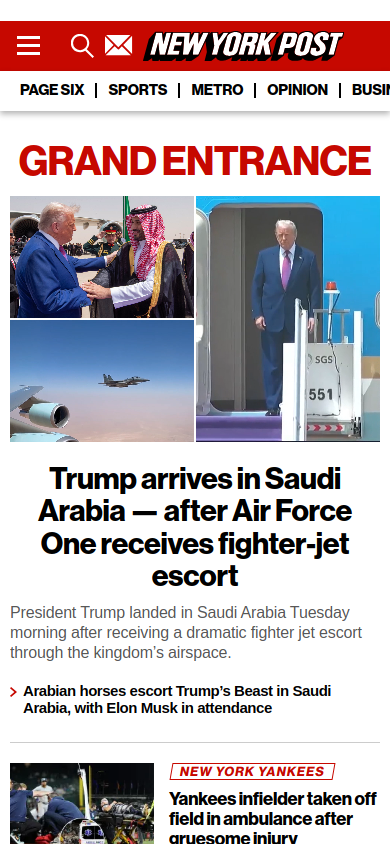 NEW YORK POST
PAGE SIX
SPORTS
METRO
OPINION
BUSIN
GRAND ENTRANCE
SGS
551
Trump arrives in Saudi
Arabia — after Air Force
One receives fighter-jet
escort
President Trump landed in Saudi Arabia Tuesday
morning after receiving a dramatic fighter jet escort
through the kingdom’s airspace.
Arabian horses escort Trump’s Beast in Saudi
Arabia, with Elon Musk in attendance
NEW YORK YANKEES
Yankees infielder taken off
field in ambulance after
gruesome injury